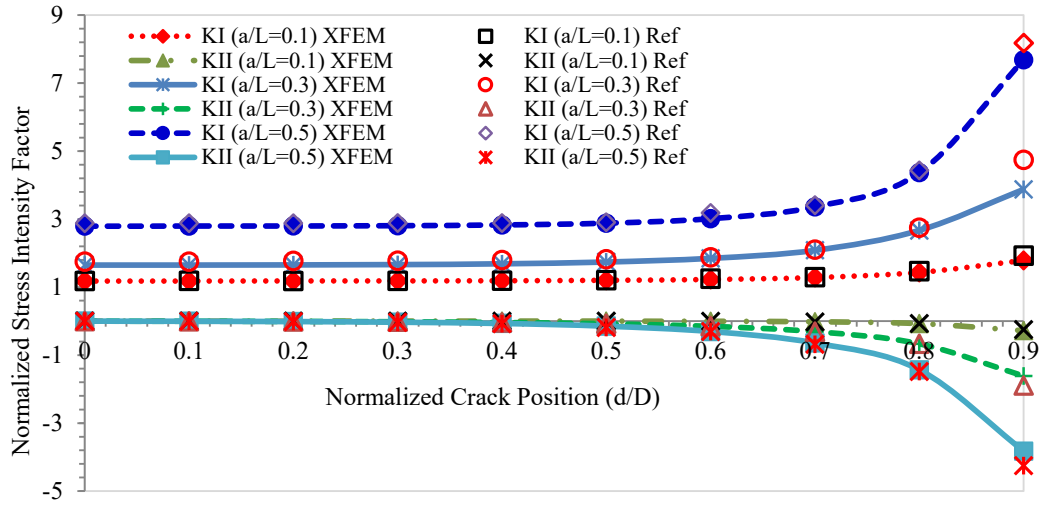 9
7
5
3
1
-1
-3
-5
Normalized Stress Intensity Factor
KI (a/L=0.1) XFEM
KI (a/L=0.1) Ref
KII (a/L=0.1) XFEM
KII (a/L=0.1) Ref
KI (a/L=0.3) XFEM
KI (a/L=0.3) Ref
KII (a/L=0.3) XFEM
KII (a/L=0.3) Ref
KI (a/L=0.5) XFEM
KI (a/L=0.5) Ref
KII (a/L=0.5) XFEM
KII (a/L=0.5) Ref
0 0.1 0.2 0.3 0.4 0.5 0.6 0.7 0.8 0.9
Normalized Crack Position (d/D)